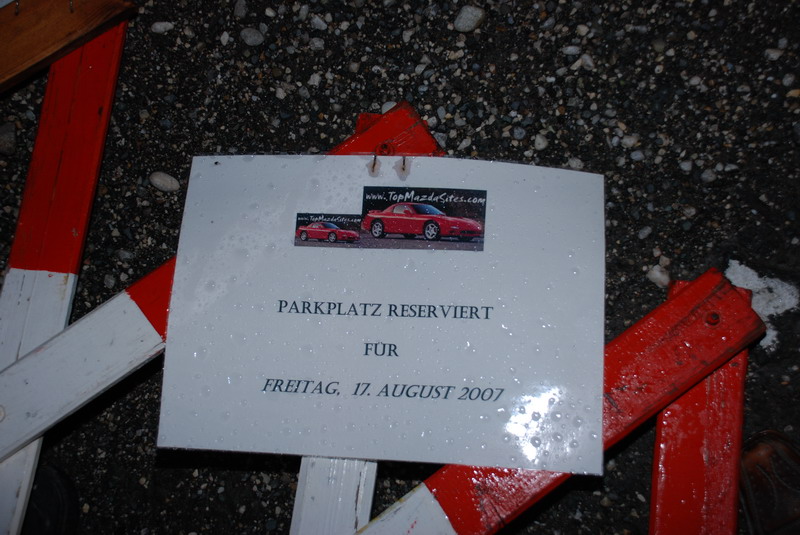 www.TopMazdaSites.com
www.TopMazdaSites.com
PARKPLATZ RESERVIERT
FÜR
FREITAG, 17. AUGUST 2007